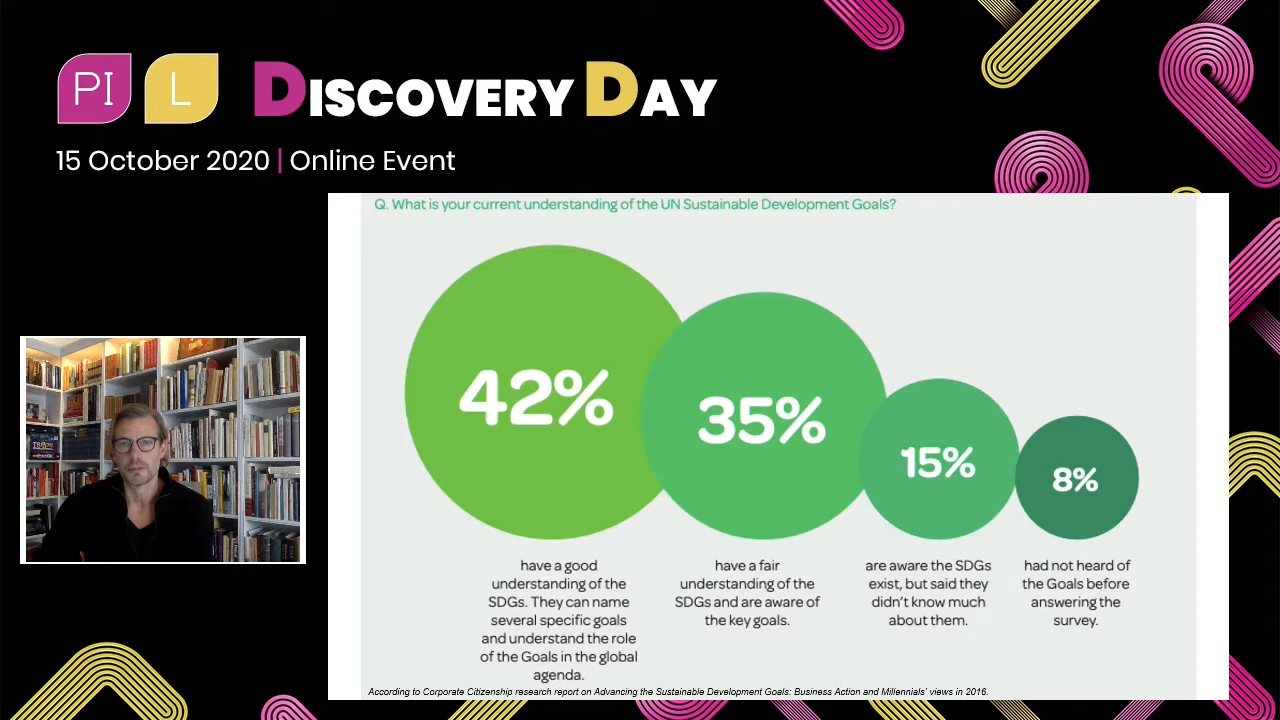 PI L DISCOVERY DAY
15 October 2020 | Online Event
Q. What is your current understanding of the UN Sustainable Development Goals?
42%
35%
15%
8%
have a good
understanding of the
SDGs. They can name
several specific goals
and understand the role
of the Goals in the global
agenda.
have a fair
understanding of the
SDGs and are aware of
the key goals.
are aware the SDGs
exist, but said they
didn't know much
about them.
had not heard of
the Goals before
answering the
survey.
According to Corporate Citizenship research report on Advancing the Sustainable Development Goals: Business Action and Millennials' views in 2016.